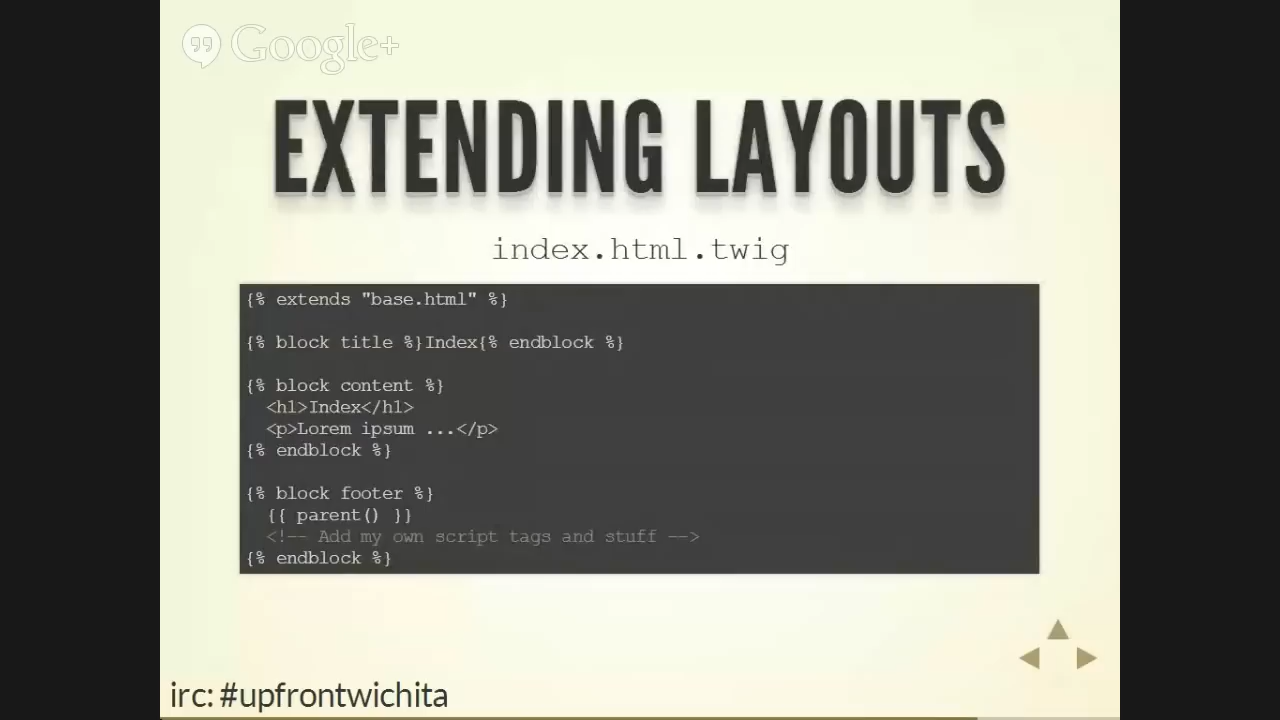 Google+
EXTENDING LAYOUTS
index.html.twig
{% extends "base.html" %}
{% block title %}Index{% endblock %}
{% block content %}
<h1>Index</h1>
<p>Lorem ipsum ...</p>
{% endblock %}
{% block footer %}
{{ parent() }}
<!-- Add my own script tags and stuff -->
{% endblock %}
irc: #upfrontwichita